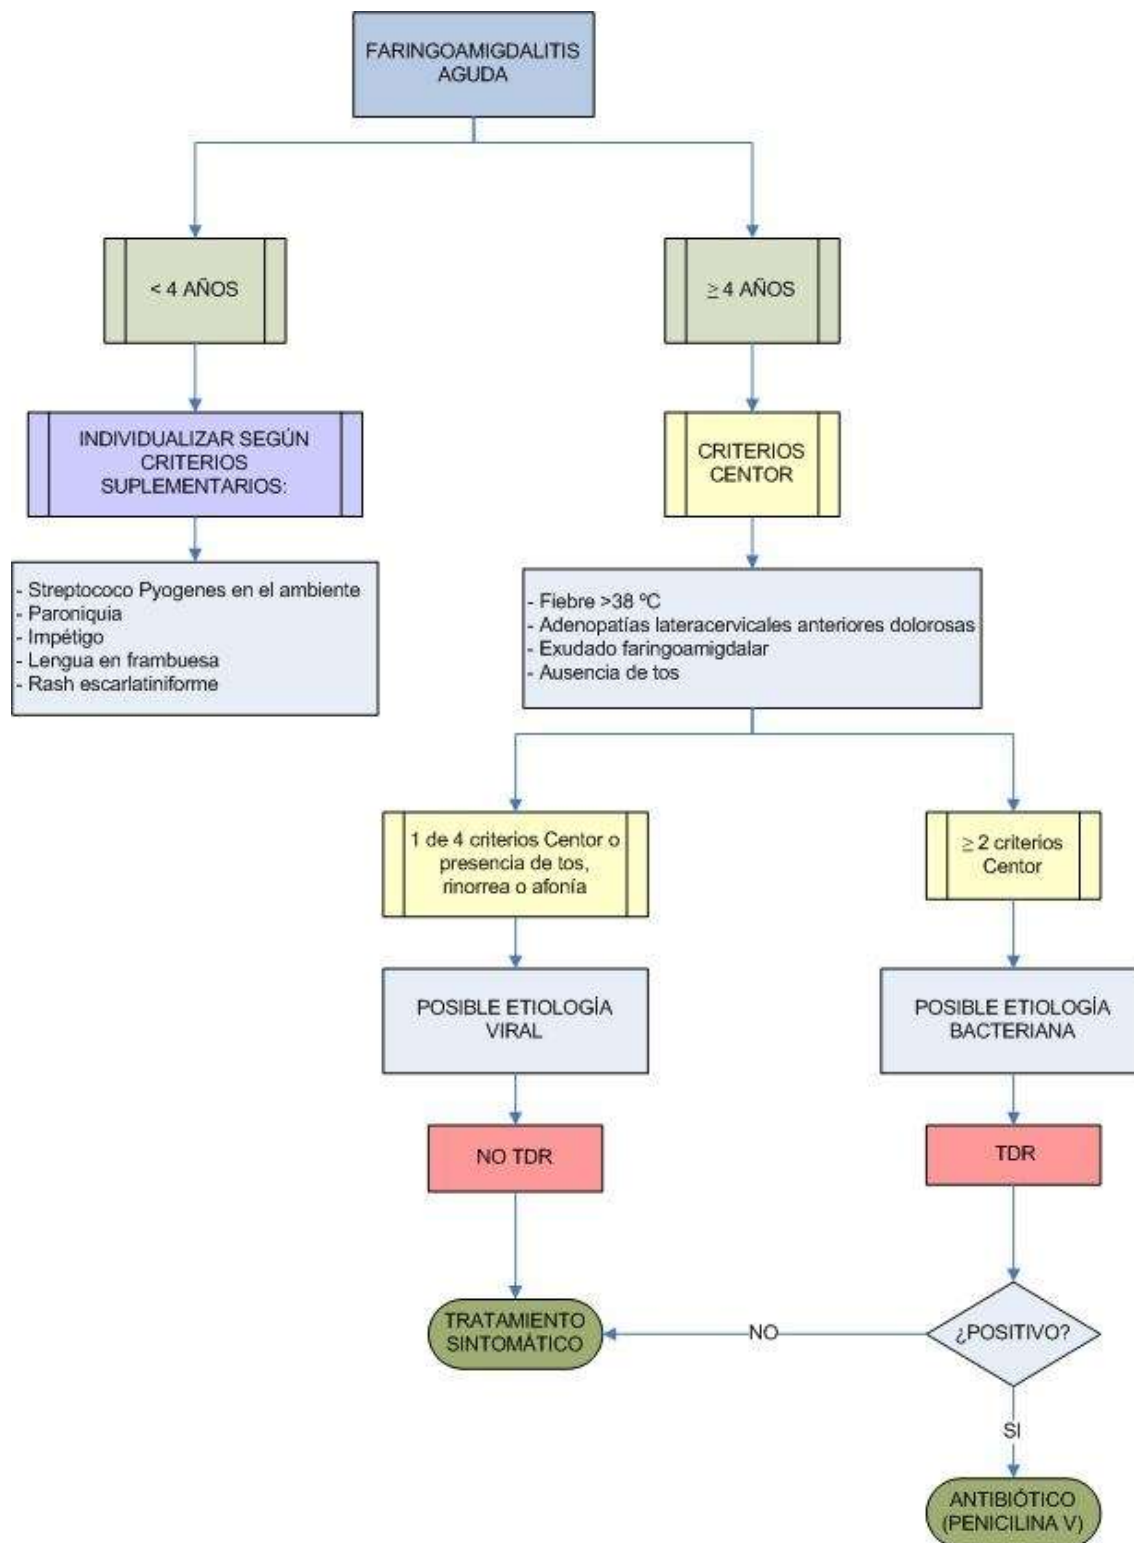 FARINGOAMIGDALITIS
AGUDA
< 4 AÑOS
≥ 4 AÑOS
INDIVIDUALIZAR SEGÚN
CRITERIOS
SUPLEMENTARIOS:
CRITERIOS
CENTOR
- Streptococo Pyogenes en el ambiente
- Paroniquia
- Impétigo
- Lengua en frambuesa
- Rash escarlatiniforme
- Fiebre >38 ºC
- Adenopatías lateracervicales anteriores dolorosas
- Exudado faringoamigdalar
- Ausencia de tos
1 de 4 criterios Centor o
presencia de tos,
rinorrea o afonía
≥ 2 criterios
Centor
POSIBLE ETIOLOGÍA
VIRAL
POSIBLE ETIOLOGÍA
BACTERIANA
NO TDR
TDR
TRATAMIENTO
SINTOMÁTICO
NO
¿POSITIVO?
SI
ANTIBIÓTICO
(PENICILINA V)